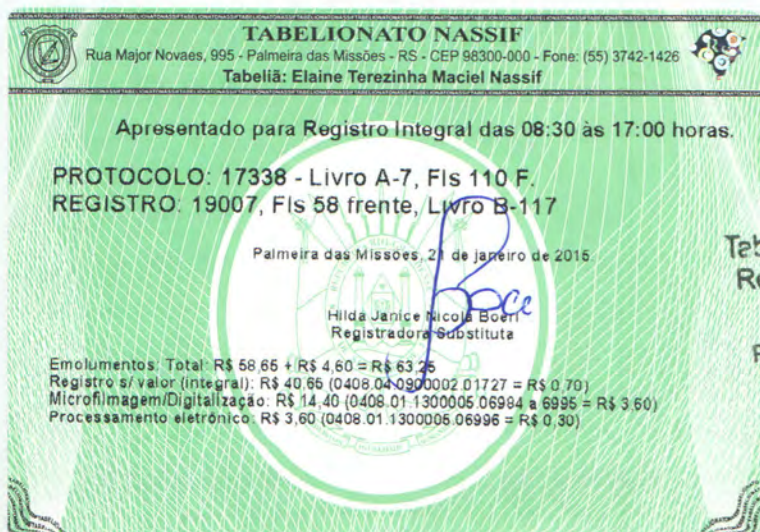 TABELIONATO NASSIF
Rua Major Novaes, 995 - Palmeira das Missões - RS - CEP 98300-000 - Fone: (55) 3742-1426
Tabeliã: Elaine Terezinha Maciel Nassif
Apresentado para Registro Integral das 08:30 às 17:00 horas.
PROTOCOLO: 17338 - Livro A-7, Fls 110 F.
REGISTRO: 19007, Fls 58 frente, Livro B-117
Palmeira das Missões, 21 de janeiro de 2015.
Hilda Janice Nicola Boeri
Registradora Substituta
Emolumentos: Total: R$ 58,65 + R$ 4,60 = R$ 63,25
Registro s/ valor (integral): R$ 40,65 (0408.04.0900002.01727 = R$ 0,70)
Microfilmagem/Digitalização: R$ 14,40 (0408.01.1300005.06984 a 6995 = R$ 3,60)
Processamento eletrônico: R$ 3,60 (0408.01.1300005.06996 = R$ 0,30)